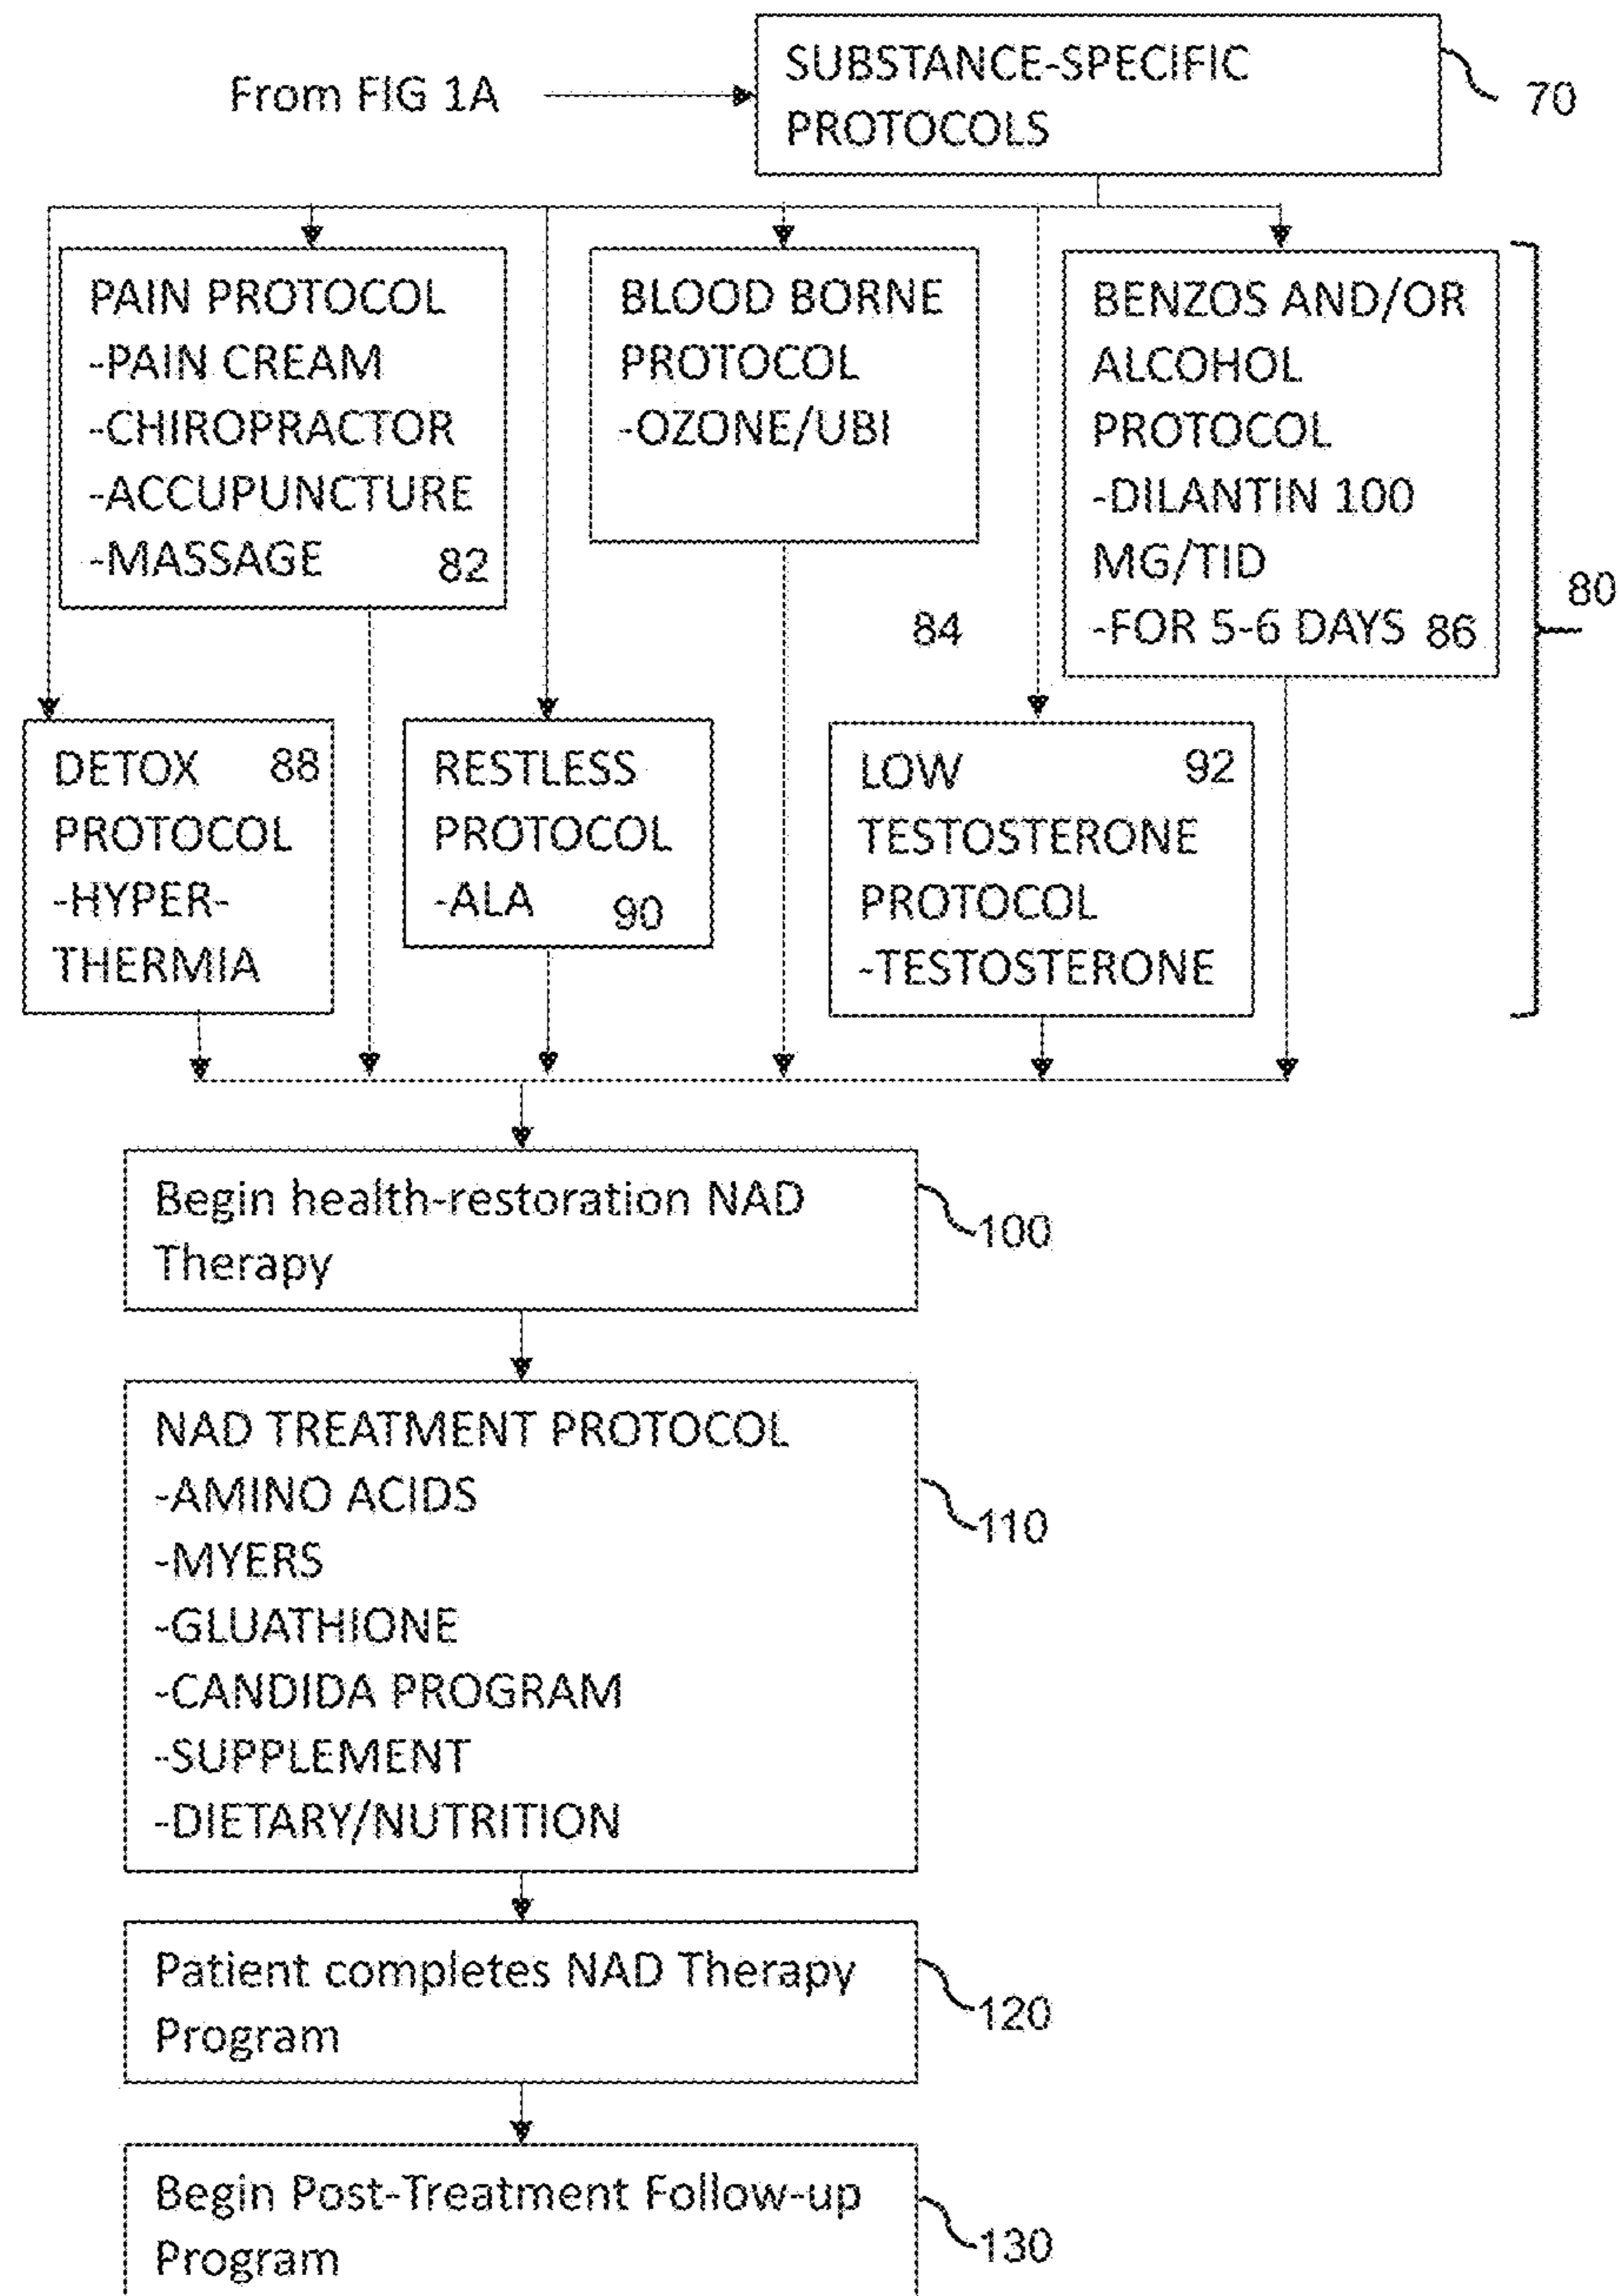 From FIG 1A
SUBSTANCE-SPECIFIC
PROTOCOLS
70
PAIN PROTOCOL
-PAIN CREAM
-CHIROPRACTOR
-ACCUPUNCTURE
-MASSAGE
82
BLOOD BORNE
PROTOCOL
-OZONE/UBI
84
BENZOS AND/OR
ALCOHOL
PROTOCOL
-DILANTIN 100
MG/TID
-FOR 5-6 DAYS 86
80
DETOX 88
PROTOCOL
-HYPER-
THERMIA
RESTLESS
PROTOCOL
-ALA
90
LOW 92
TESTOSTERONE
PROTOCOL
-TESTOSTERONE
Begin health-restoration NAD
Therapy
100
NAD TREATMENT PROTOCOL
-AMINO ACIDS
-MYERS
-GLUATHIONE
-CANDIDA PROGRAM
-SUPPLEMENT
-DIETARY/NUTRITION
110
Patient completes NAD Therapy
Program
120
Begin Post-Treatment Follow-up
Program
130